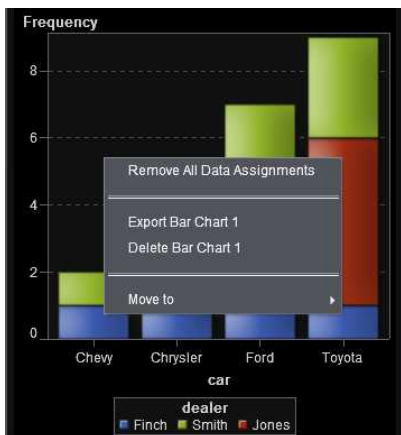 Frequency
8
6
4
2
0
Remove All Data Assignments
Export Bar Chart 1
Delete Bar Chart 1
Move to
Chevy Chrysler Ford Toyota
car
dealer
Finch Smith Jones